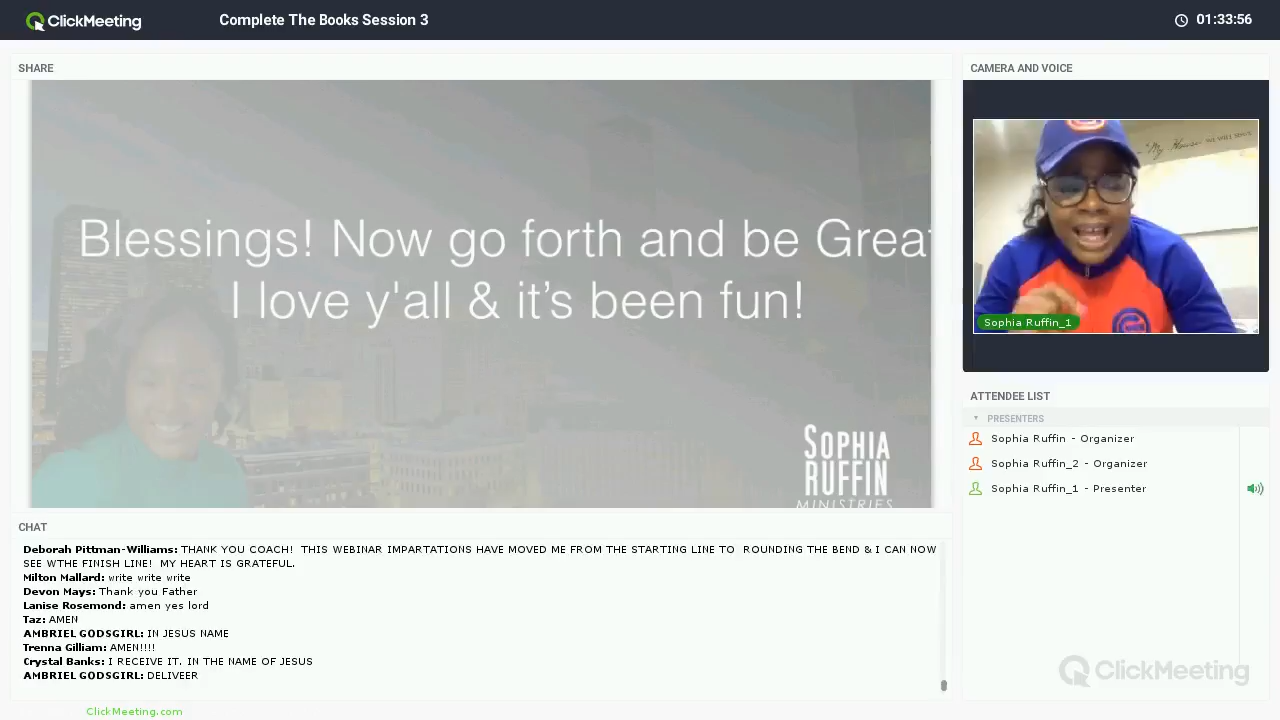 ClickMeeting
Complete The Books Session 3
01:33:56
SHARE
Blessings! Now go forth and be Great
I love y'all & it's been fun!
SOPHIA
RUFFIN
MINISTRIES
CAMERA AND VOICE
My House
WE WILL SERVE
Sophia Ruffin_1
ATTENDEE LIST
PRESENTERS
Sophia Ruffin - Organizer
Sophia Ruffin_2 - Organizer
Sophia Ruffin_1 - Presenter
CHAT
Deborah Pittman-Williams: THANK YOU COACH! THIS WEBINAR IMPARTATIONS HAVE MOVED ME FROM THE STARTING LINE TO ROUNDING THE BEND & I CAN NOW
SEE WTHE FINISH LINE! MY HEART IS GRATEFUL.
Milton Mallard: write write write
Devon Mays: Thank you Father
Lanise Rosemond: amen yes lord
Taz: AMEN
AMBRIEL GODSGIRL: IN JESUS NAME
Trenna Gilliam: AMEN!!!!
Crystal Banks: I RECEIVE IT. IN THE NAME OF JESUS
AMBRIEL GODSGIRL: DELIVEER
ClickMeeting
ClickMeeting.com